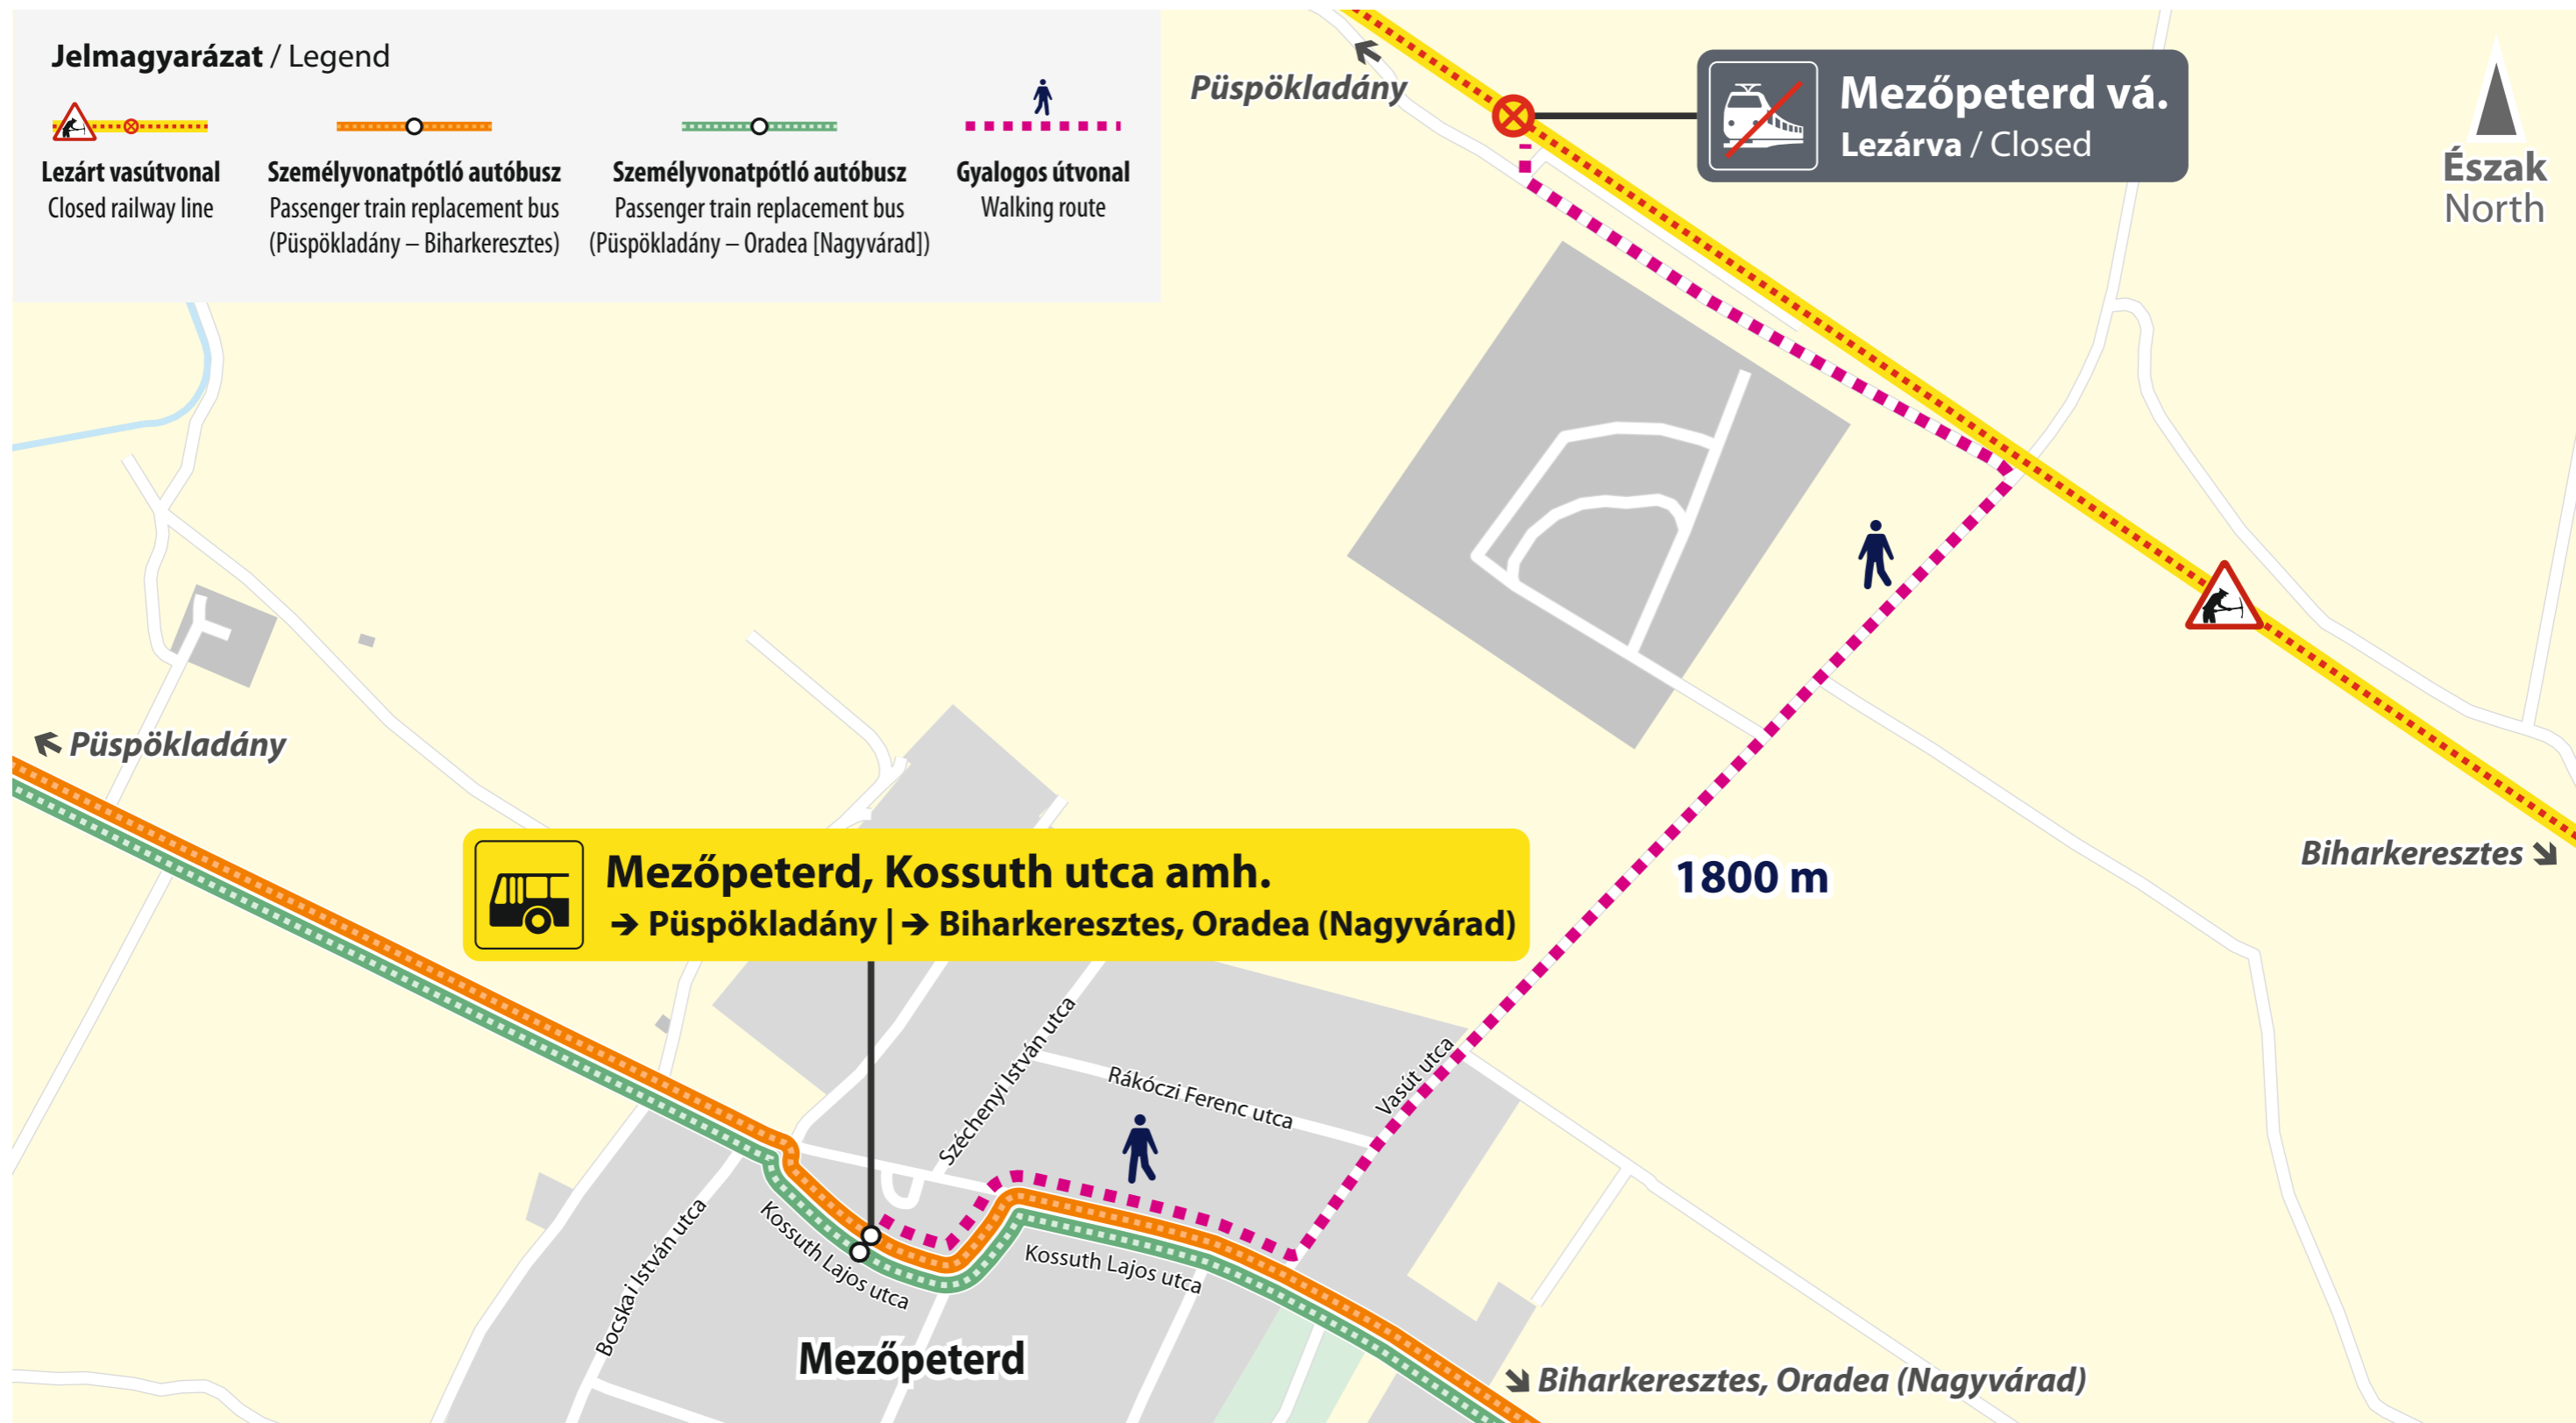 Jelmagyarázat / Legend
Lezárt vasútvonal
Closed railway line
Személyvonatpótló autóbusz
Passenger train replacement bus
(Püspökladány – Biharkeresztes)
Személyvonatpótló autóbusz
Passenger train replacement bus
(Püspökladány – Oradea [Nagyvárad])
Gyalogos útvonal
Walking route
Püspökladány
Mezőpeterd vá.
Lezárva / Closed
Észak
North
Püspökladány
Mezőpeterd, Kossuth utca amh.
➔ Püspökladány | ➔ Biharkeresztes, Oradea (Nagyvárad)
1800 m
Biharkeresztes
Széchenyi István utca
Rákóczi Ferenc utca
Vasút utca
Bocskai István utca
Kossuth Lajos utca
Kossuth Lajos utca
Mezőpeterd
Biharkeresztes, Oradea (Nagyvárad)